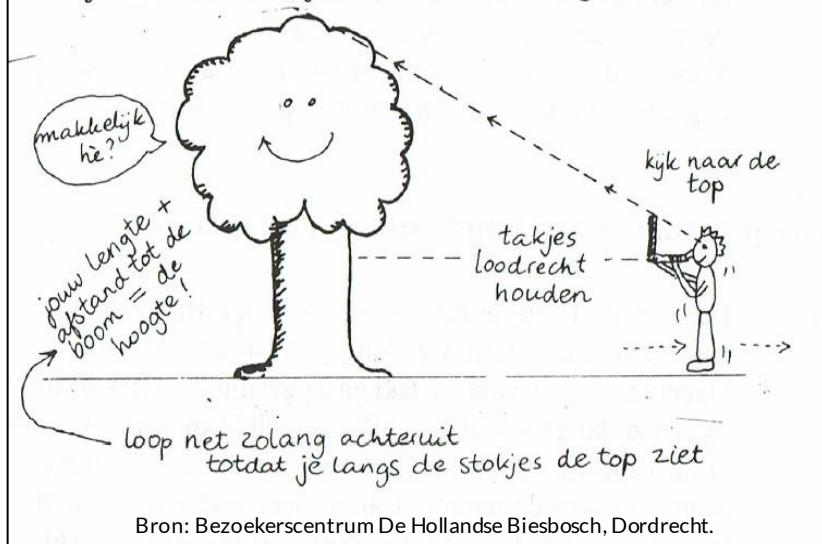 makkelijk
hè?
kijk naar de
top
takjes
loodrecht
houden
jouw lengte +
afstand tot de
boom = de
hoogte!
loop net zolang achteruit
totdat je langs de stokjes de top ziet
Bron: Bezoekerscentrum De Hollandse Biesbosch, Dordrecht.